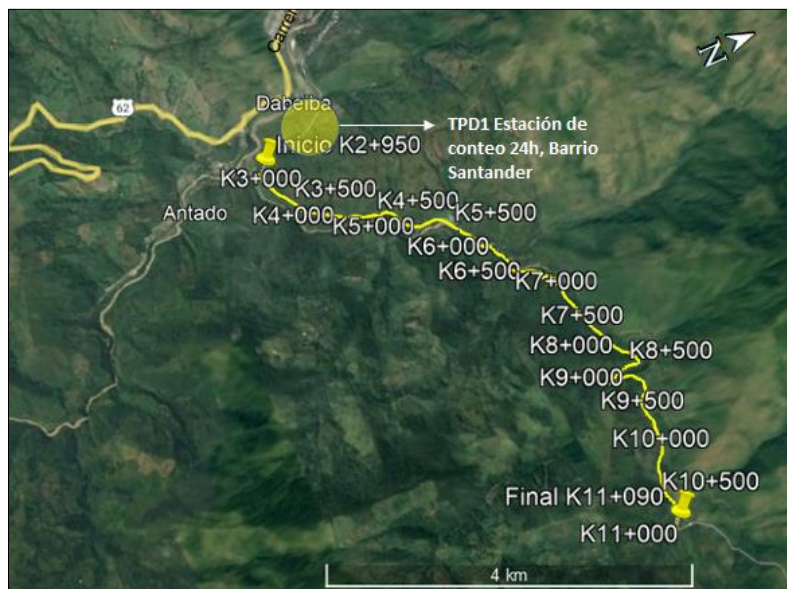 Carre
62
Dabeiba
TPD1 Estación de
conteo 24h, Barrio
Santander
Inicio K2+950
K3+000
K3+500
K4+500
Antado
K4+000
K5+000
K5+500
K6+000
K6+500
K7+000
K7+500
K8+000
K8+500
K9+000
K9+500
K10+000
K10+500
Final K11+090
K11+000
4 km
N